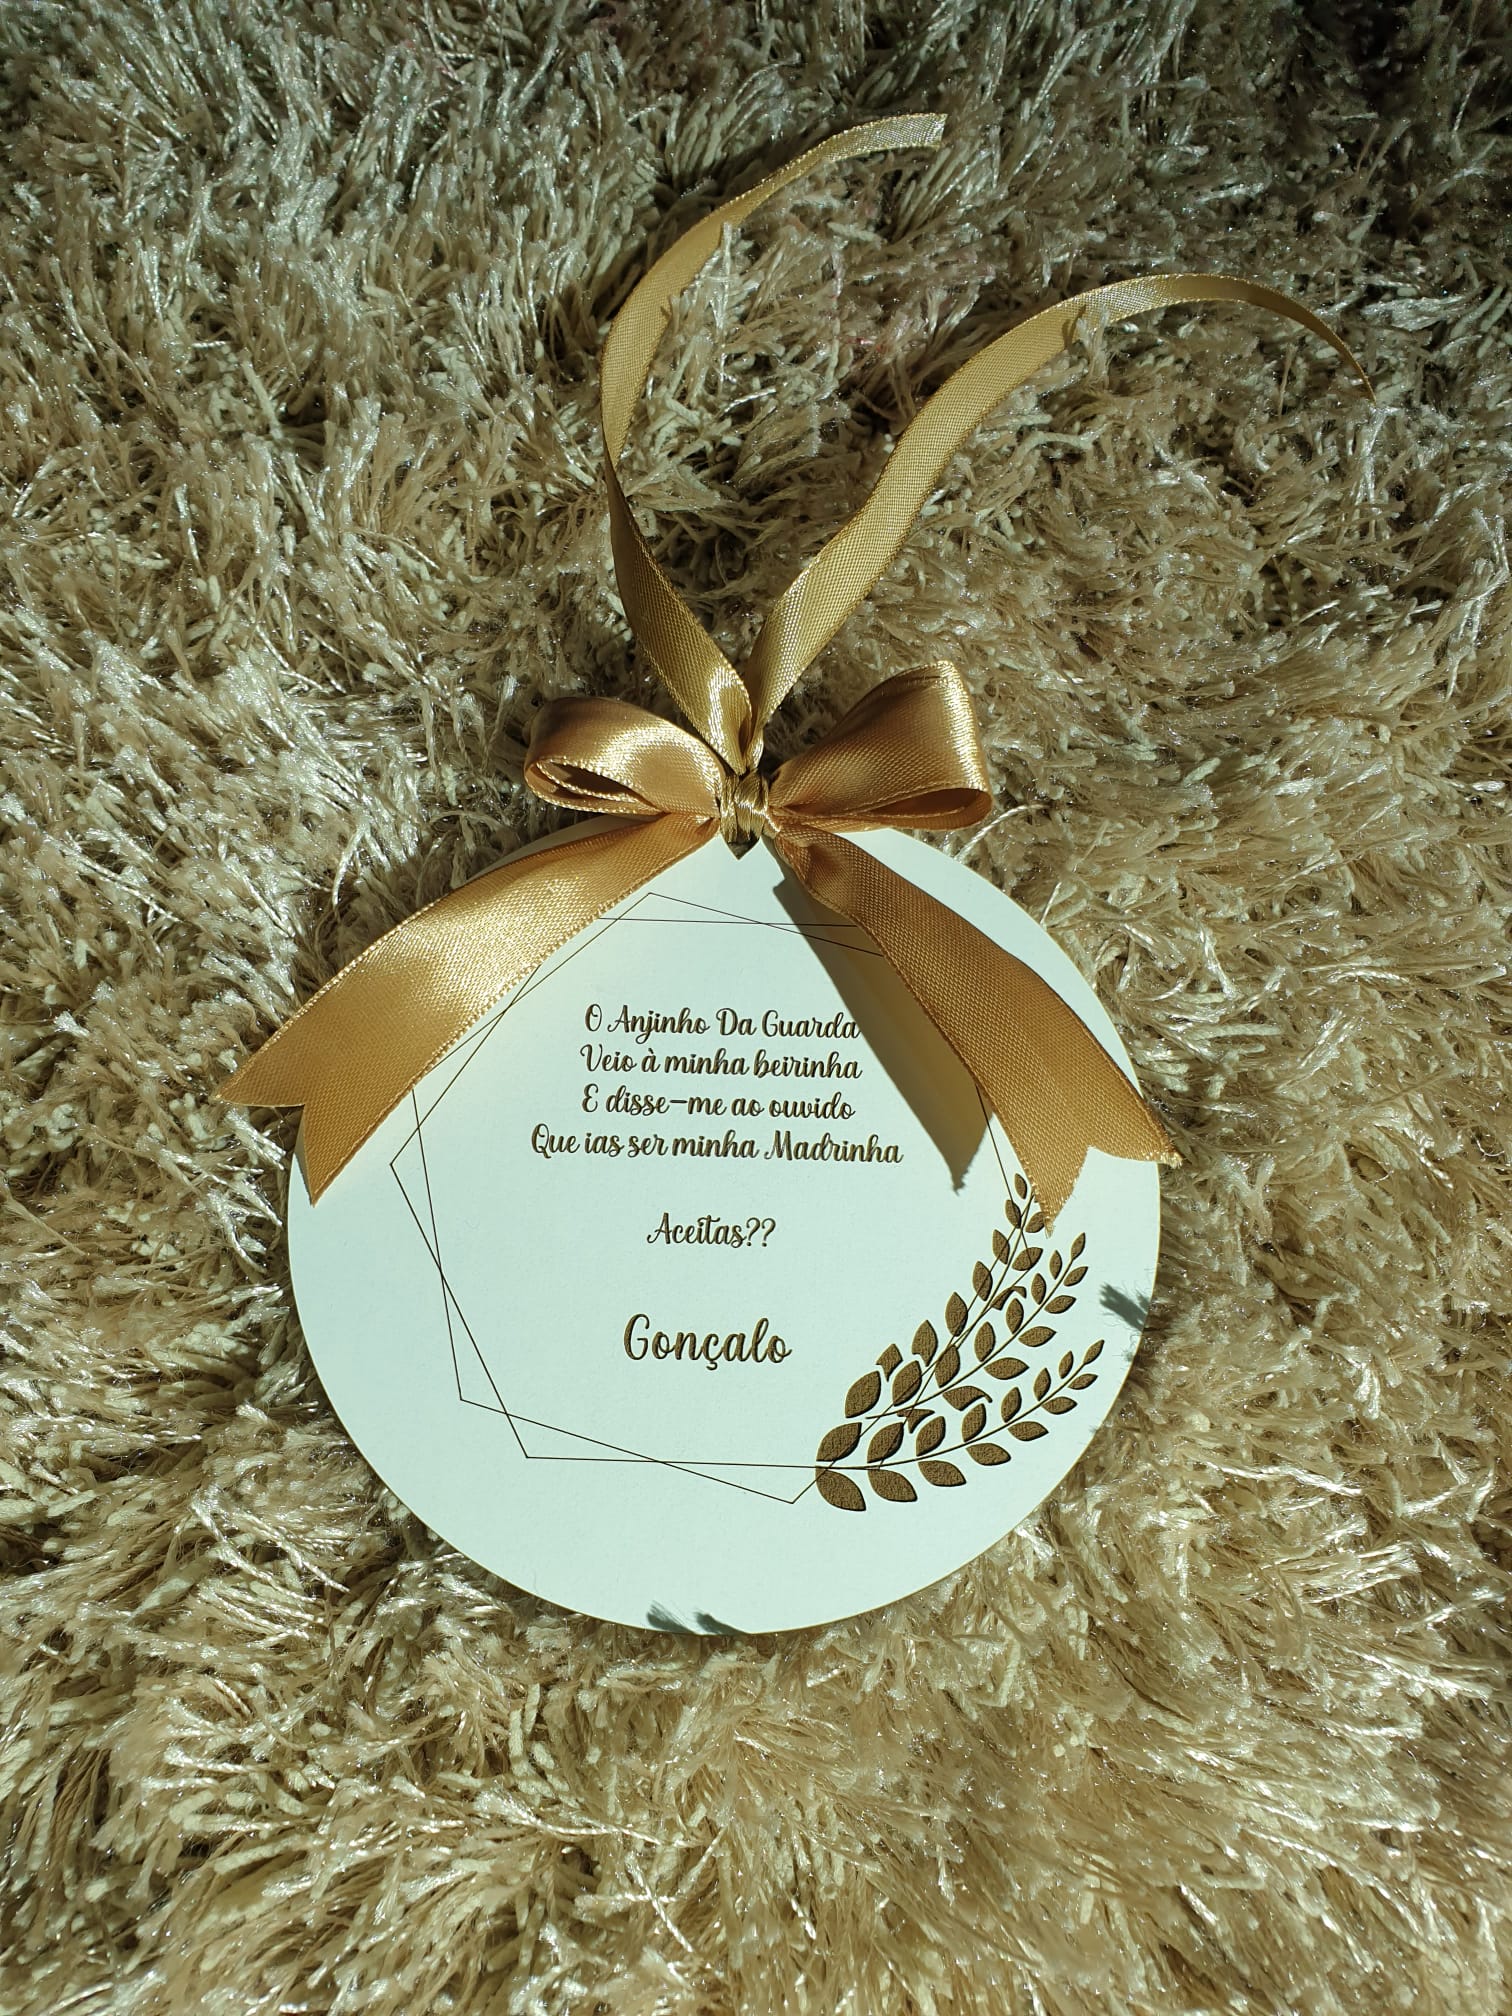 O Anjinho Da Guarda
Veio à minha beirinha
E disse-me ao ouvido
Que ias ser minha Madrinha
Aceitas??
Gonçalo